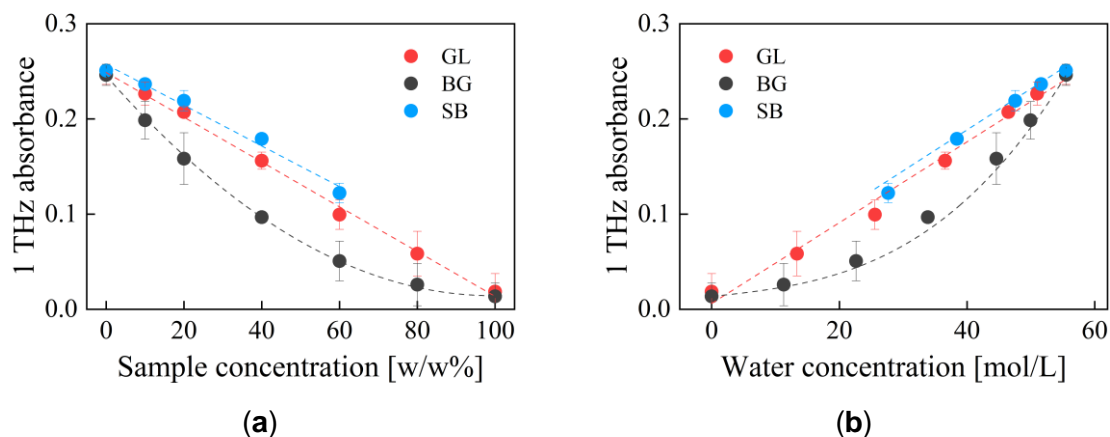 0.3
0.2
0.1
0.0
1 THz absorbance
GL
BG
SB
0 20 40 60 80 100
Sample concentration [w/w%]
(a)
0.3
0.2
0.1
0.0
1 THz absorbance
GL
BG
SB
0 20 40 60
Water concentration [mol/L]
(b)